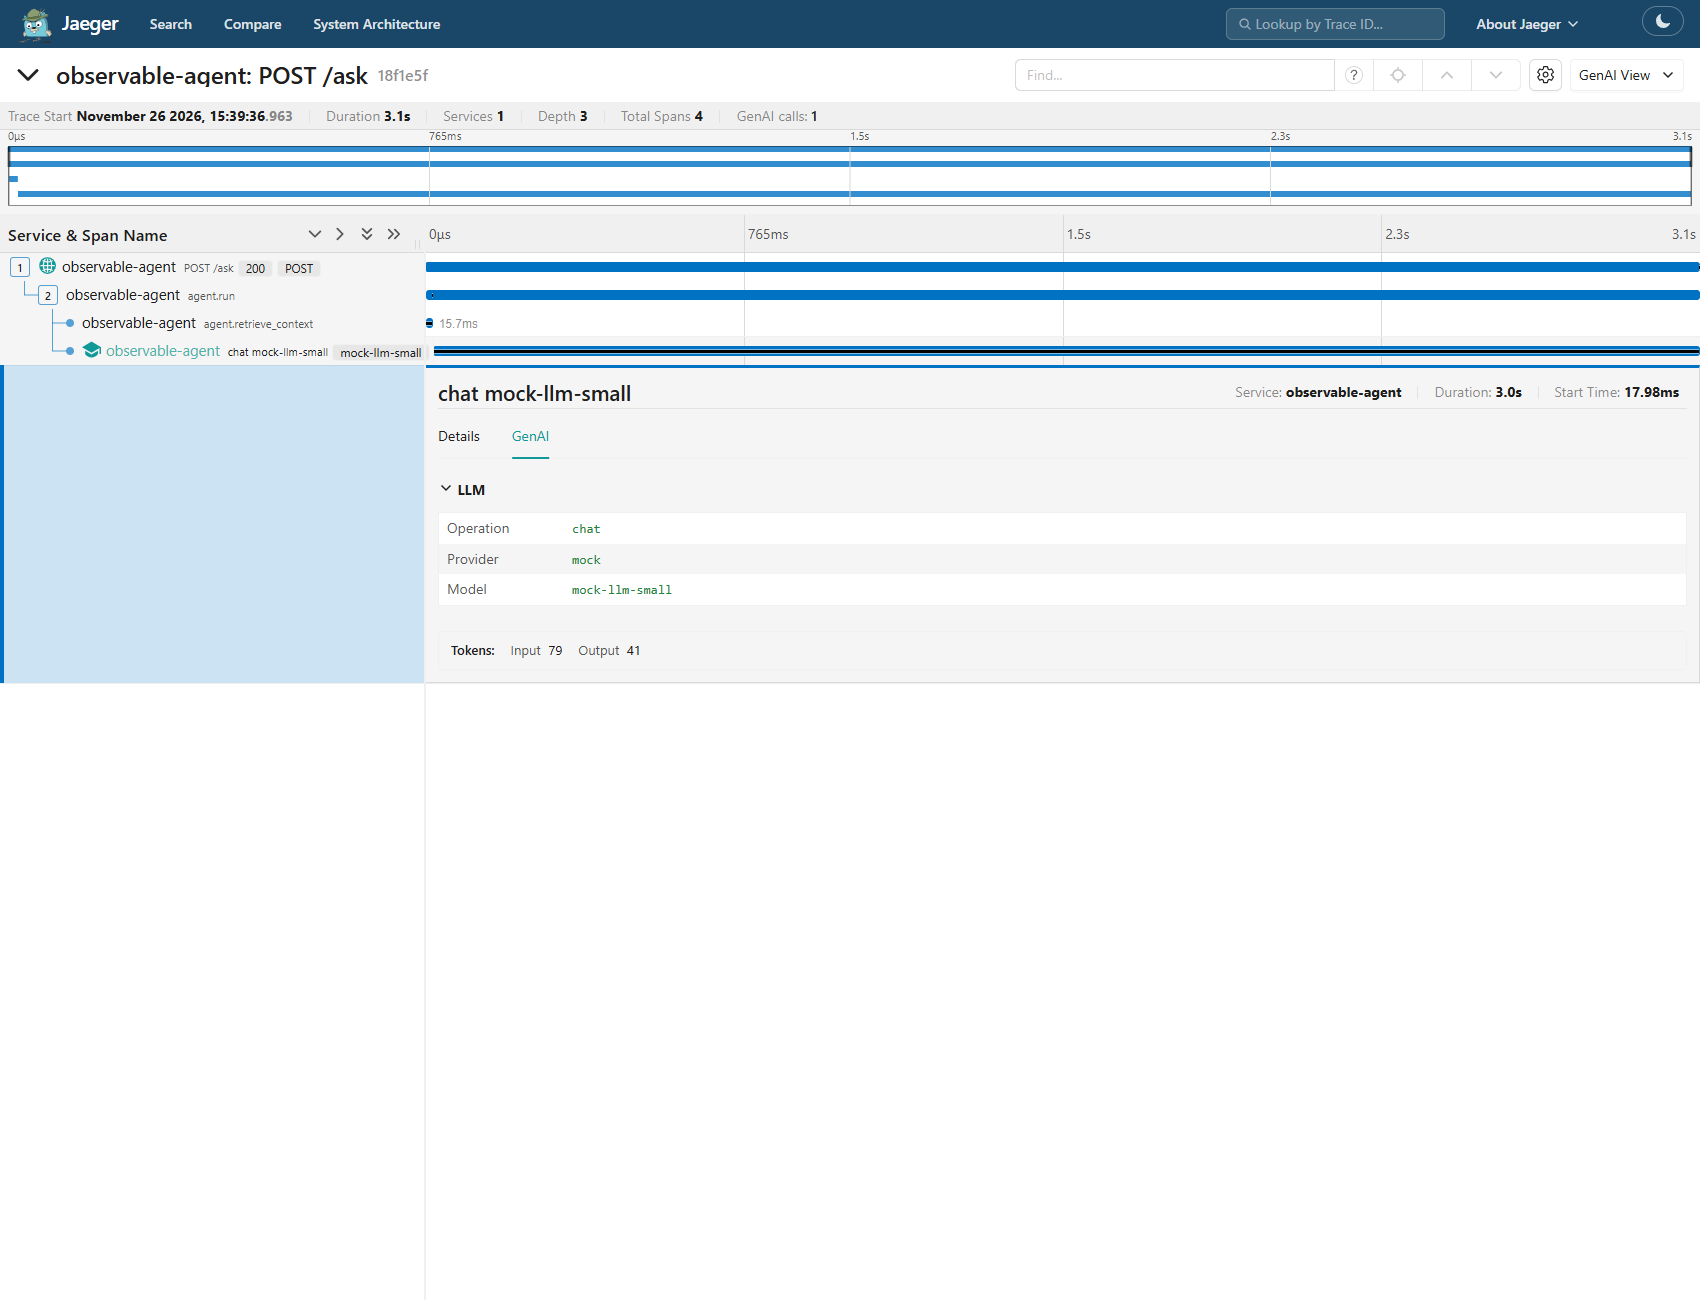 Jaeger Search Compare System Architecture Lookup by Trace ID... About Jaeger
observable-agent: POST /ask 18f1e5f Find... ? GenAI View
Trace Start November 26 2026, 15:39:36.963 Duration 3.1s Services 1 Depth 3 Total Spans 4 GenAI calls: 1
0μs 765ms 1.5s 2.3s 3.1s
Service & Span Name 0μs 765ms 1.5s 2.3s 3.1s
1 observable-agent POST /ask 200 POST
2 observable-agent agent.run
observable-agent agent.retrieve_context 15.7ms
observable-agent chat mock-llm-small mock-llm-small
chat mock-llm-small Service: observable-agent Duration: 3.0s Start Time: 17.98ms
Details GenAI
LLM
Operation chat
Provider mock
Model mock-llm-small
Tokens: Input 79 Output 41